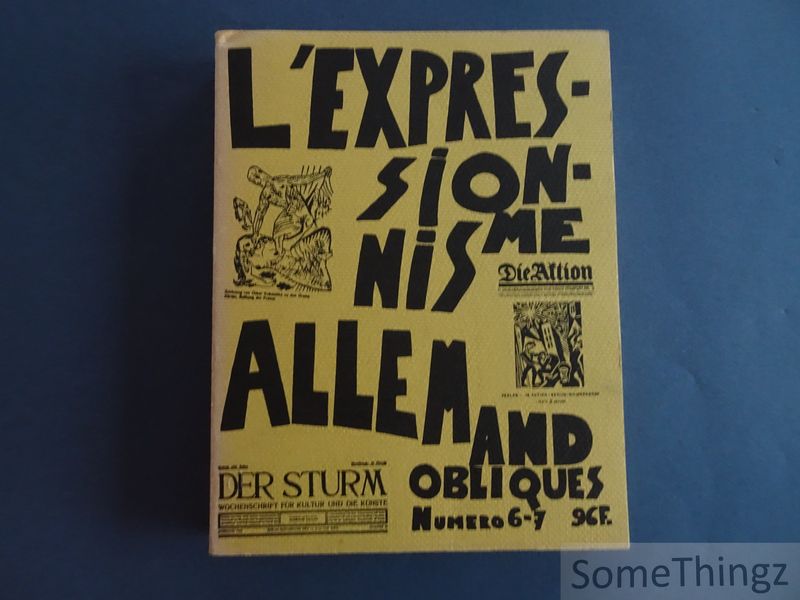 L'EXPRES-
SION-
NISME
ALLEMAND
Die Aktion
DER STURM
WOCHENSCHRIFT FÜR KULTUR UND DIE KÜNSTE
OBLIQUES
NUMERO 6-7 96F.
SomeThingz